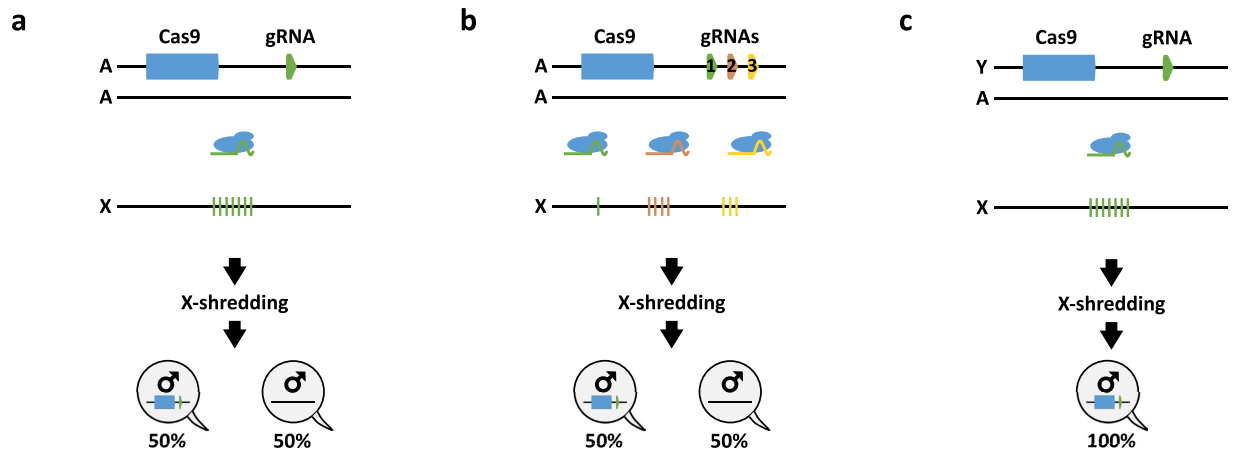 a
Cas9 gRNA
A
A
X
X-shredding
50% 50%
b
Cas9 gRNAs
A 1 2 3
A
X
X-shredding
50% 50%
c
Cas9 gRNA
Y
A
X
X-shredding
100%